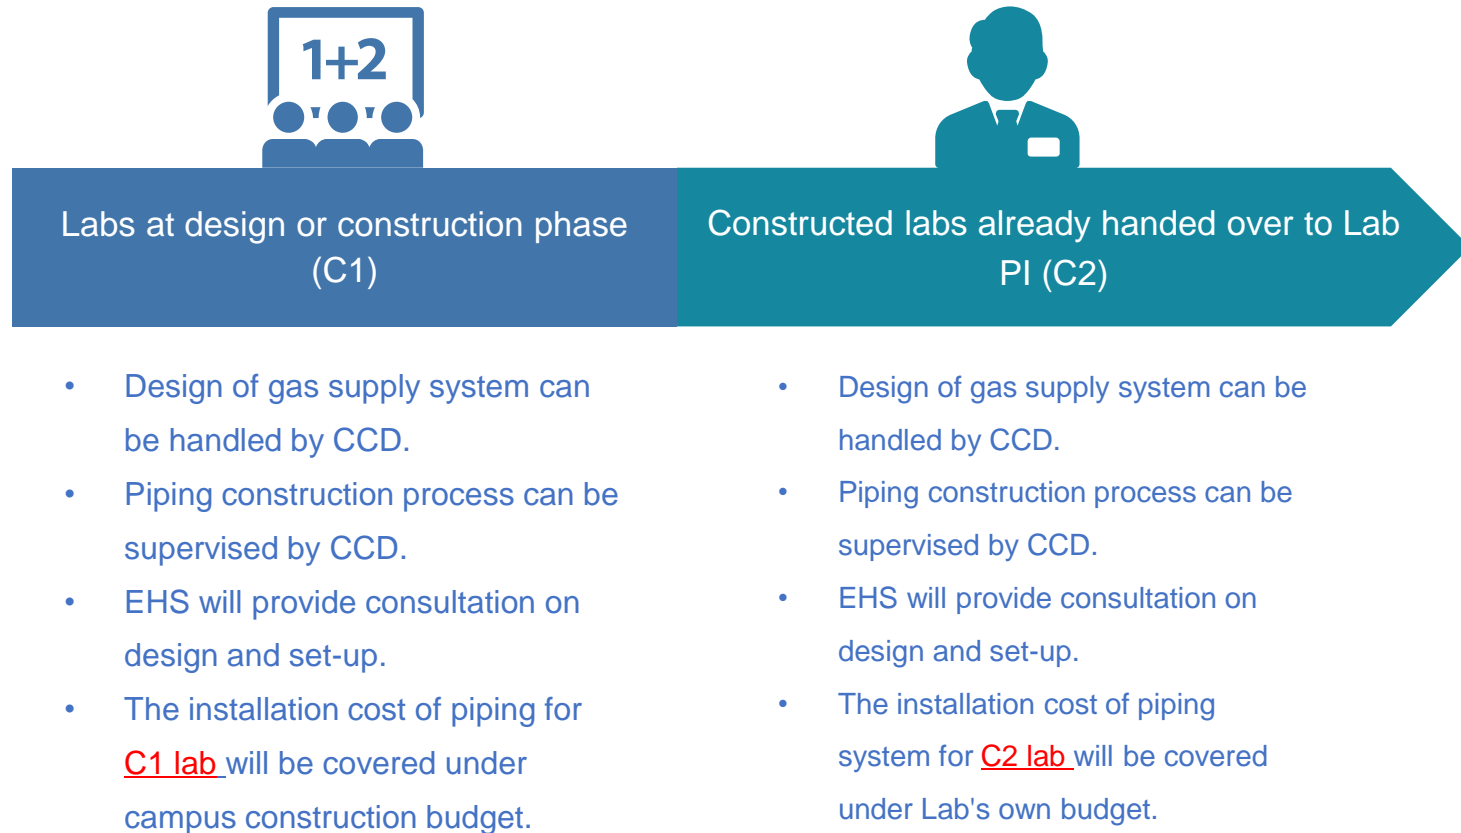 1+2
Labs at design or construction phase
(C1)
Constructed labs already handed over to Lab
PI (C2)
• Design of gas supply system can
be handled by CCD.
• Piping construction process can be
supervised by CCD.
• EHS will provide consultation on
design and set-up.
• The installation cost of piping for
C1 lab will be covered under
campus construction budget.
• Design of gas supply system can be
handled by CCD.
• Piping construction process can be
supervised by CCD.
• EHS will provide consultation on
design and set-up.
• The installation cost of piping
system for C2 lab will be covered
under Lab's own budget.